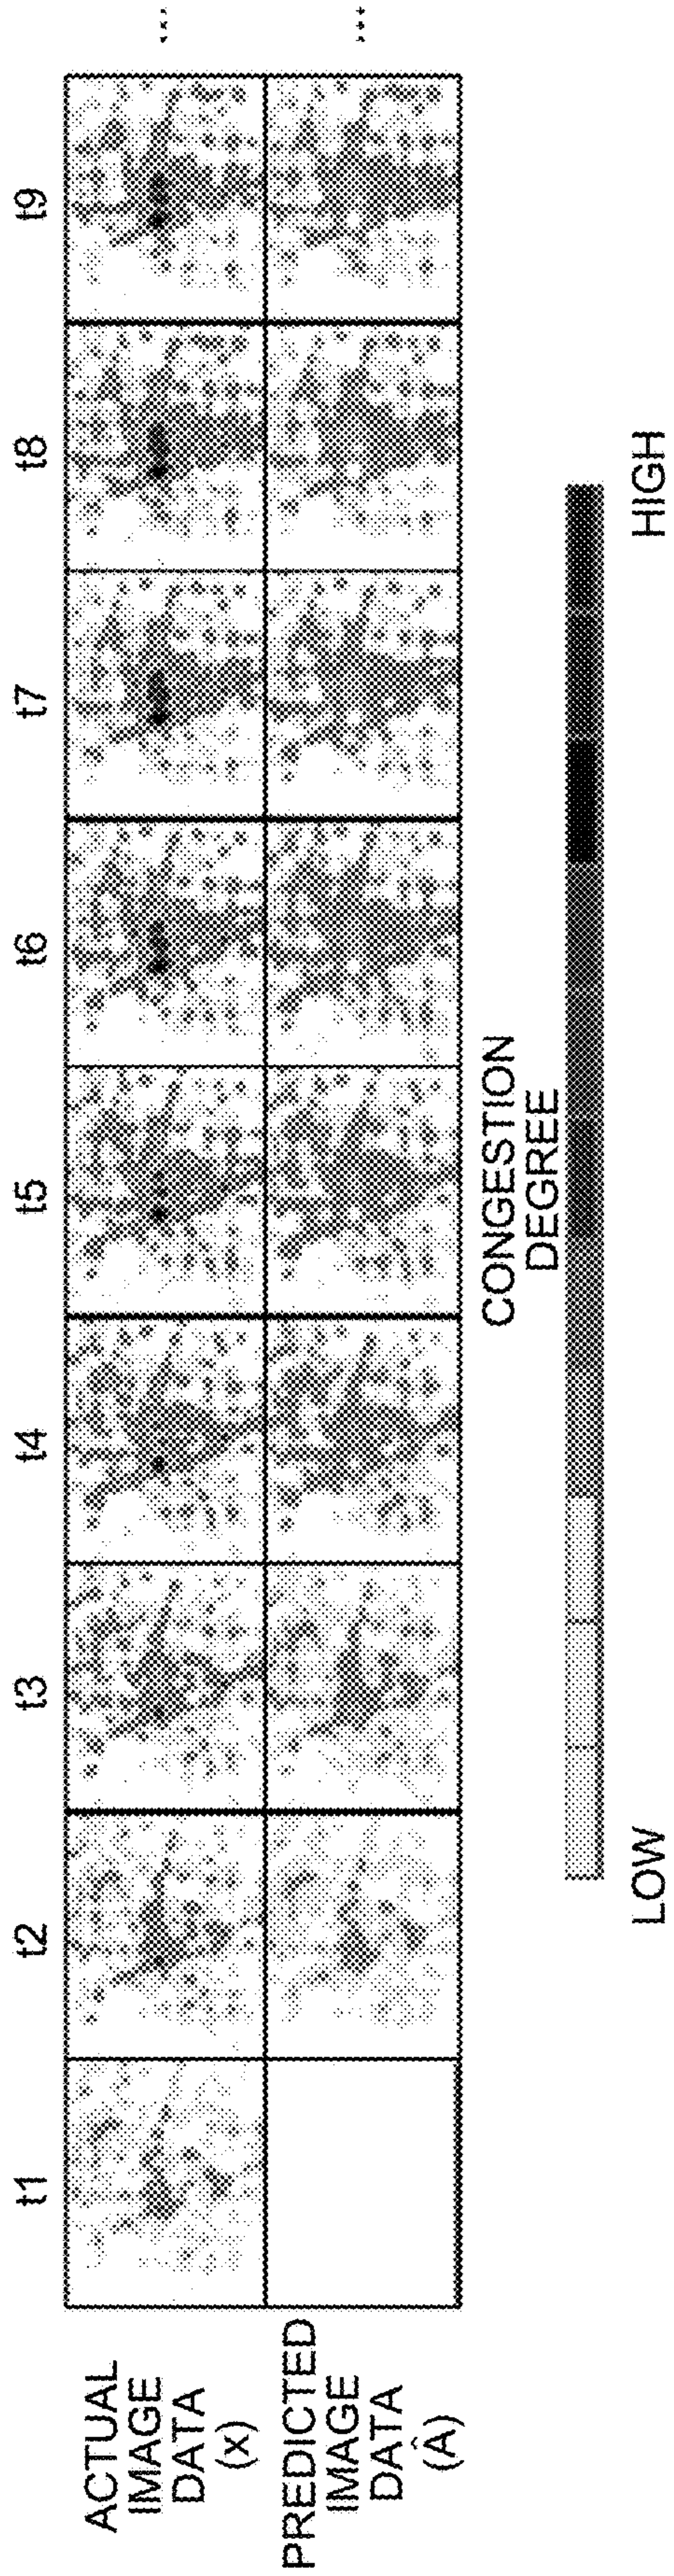 t1 t2 t3 t4 t5 t6 t7 t8 t9
ACTUAL
IMAGE
DATA
(x)
...
PREDICTED
IMAGE
DATA
(Â)
...
CONGESTION
DEGREE
LOW HIGH